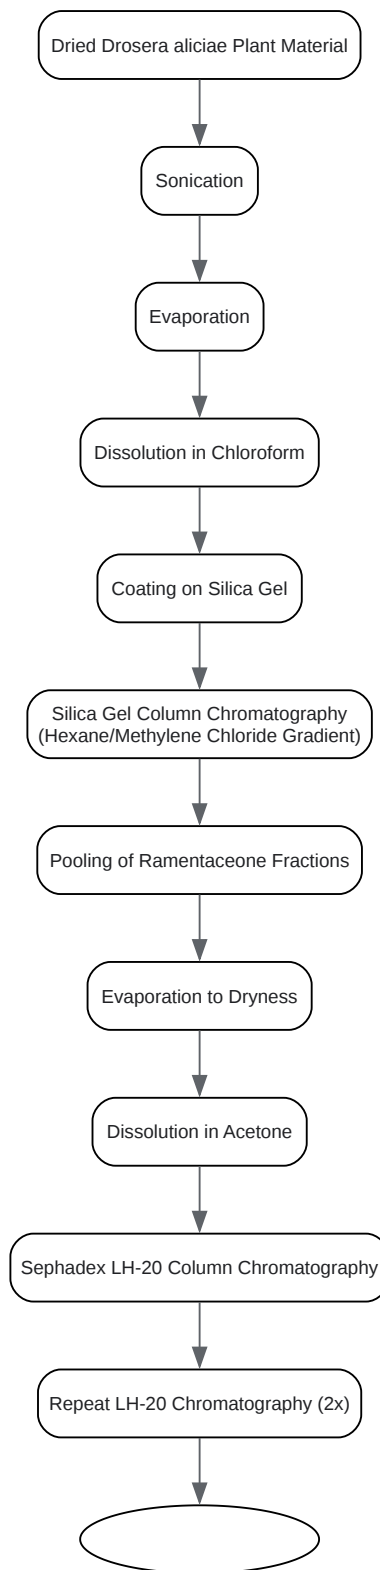 Dried Drosera aliciae Plant Material
Sonication
Evaporation
Dissolution in Chloroform
Coating on Silica Gel
Silica Gel Column Chromatography
(Hexane/Methylene Chloride Gradient)
Pooling of Ramentaceone Fractions
Evaporation to Dryness
Dissolution in Acetone
Sephadex LH-20 Column Chromatography
Repeat LH-20 Chromatography (2x)